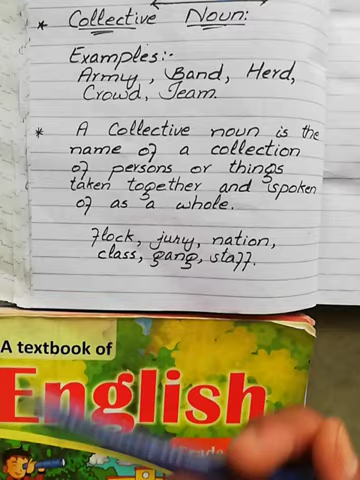 * Collective Noun:
Examples:-
Army, Band, Herd,
Crowd, Team.
* A Collective noun is the
name of a collection
of persons or things
taken together and spoken
of as a whole.
Flock, jury, nation,
class, gang, staff.
A textbook of
English
Grade